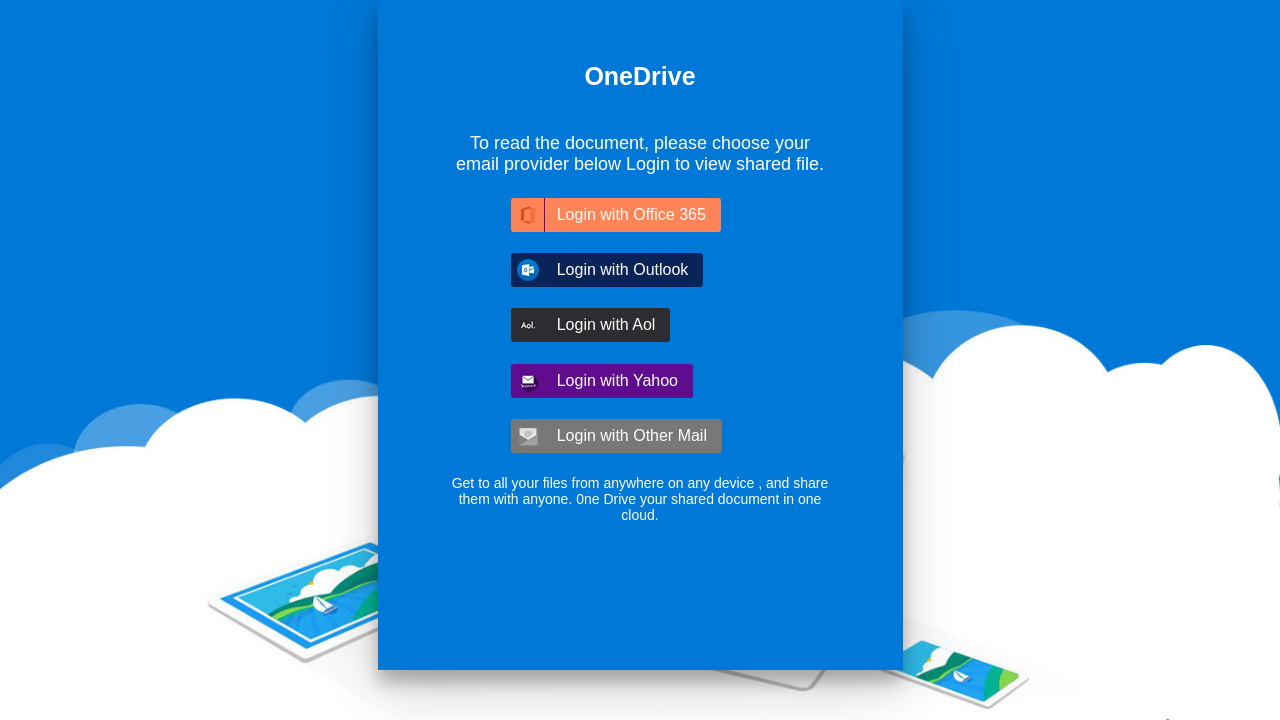 OneDrive
To read the document, please choose your
email provider below Login to view shared file.
Login with Office 365
Login with Outlook
Aol.
Login with Aol
Login with Yahoo
Login with Other Mail
Get to all your files from anywhere on any device , and share
them with anyone. 0ne Drive your shared document in one
cloud.